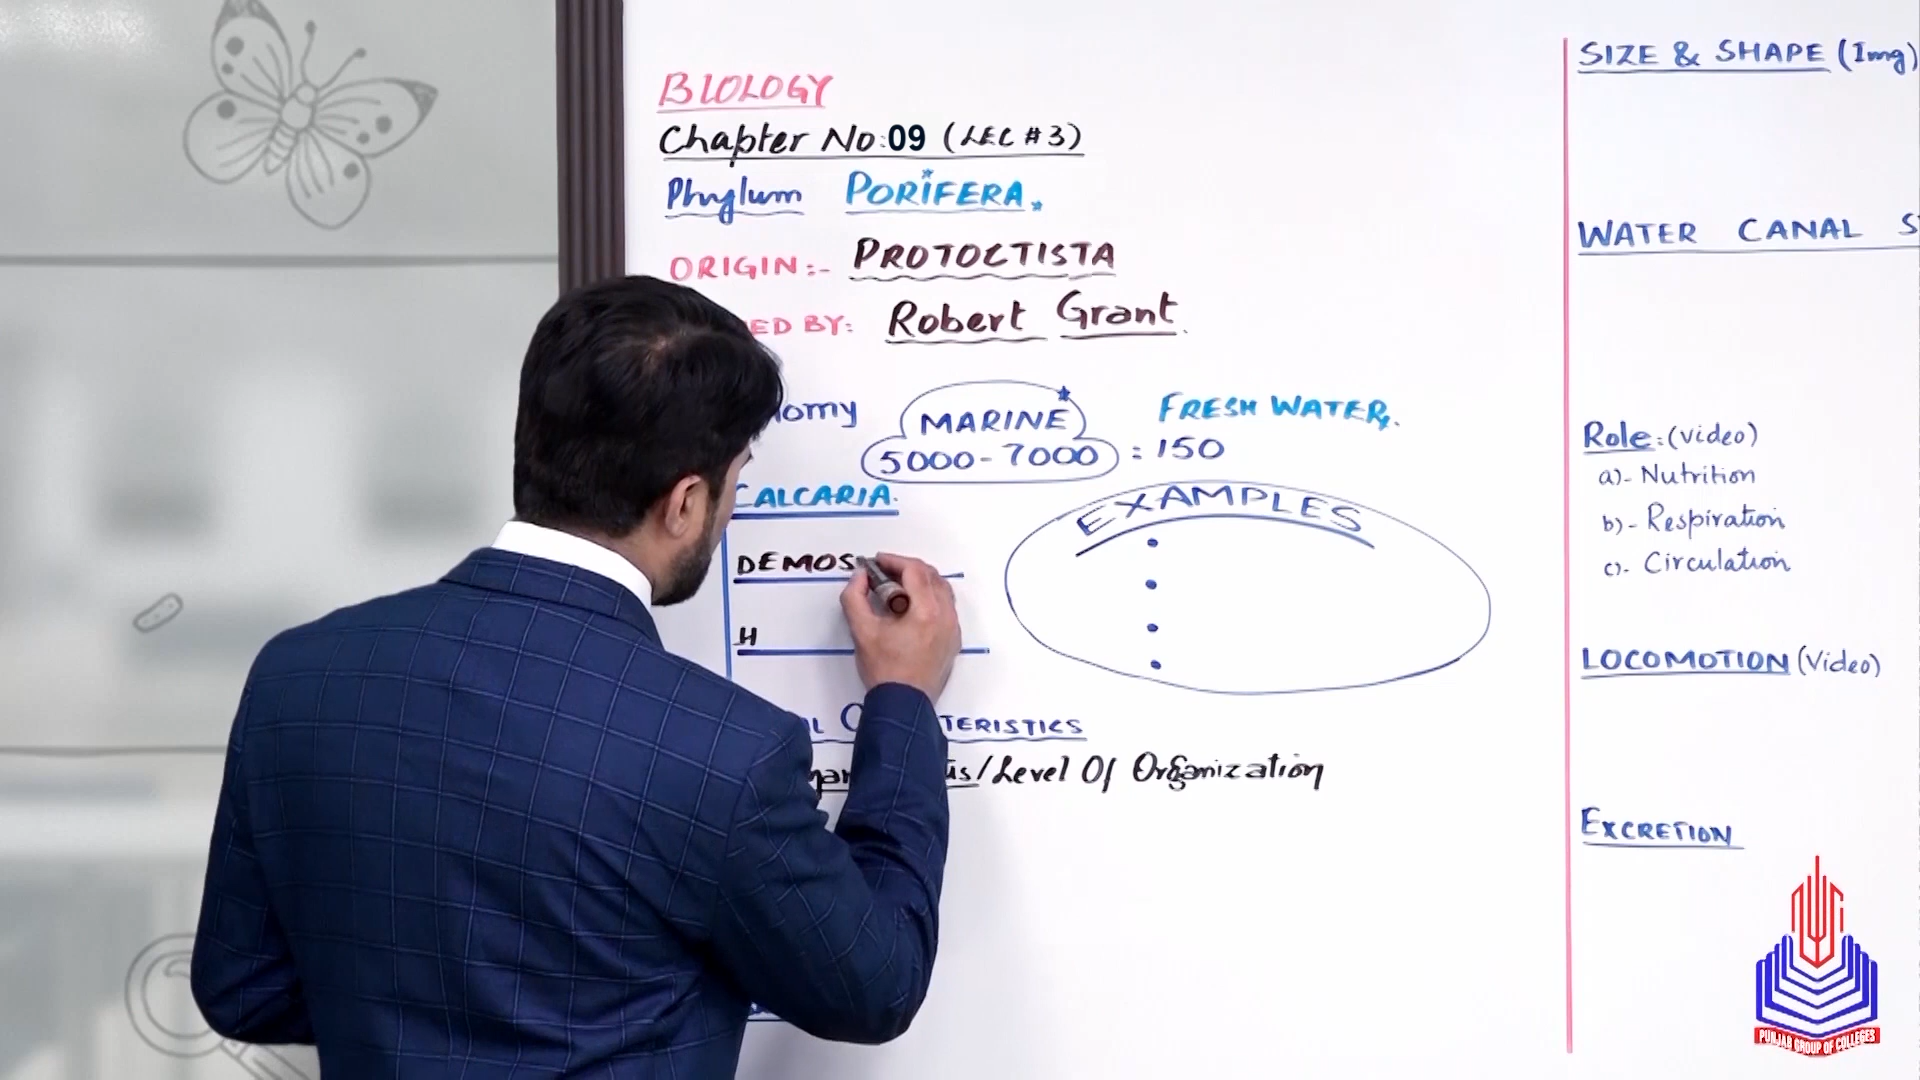 BIOLOGY
Chapter No:09 (LEC #3)
Phylum PORIFERA.
ORIGIN:- PROTOCTISTA
ED BY: Robert Grant.
omy MARINE FRESH WATER.
5000-7000 = 150
CALCARIA.
EXAMPLES
DEMOS
H
TERISTICS
/Level Of Organization
SIZE & SHAPE (Img)
WATER CANAL S
Role:(Video)
a)- Nutrition
b)- Respiration
c)- Circulation
LOCOMOTION (Video)
EXCRETION
PUNJAB GROUP OF COLLEGES